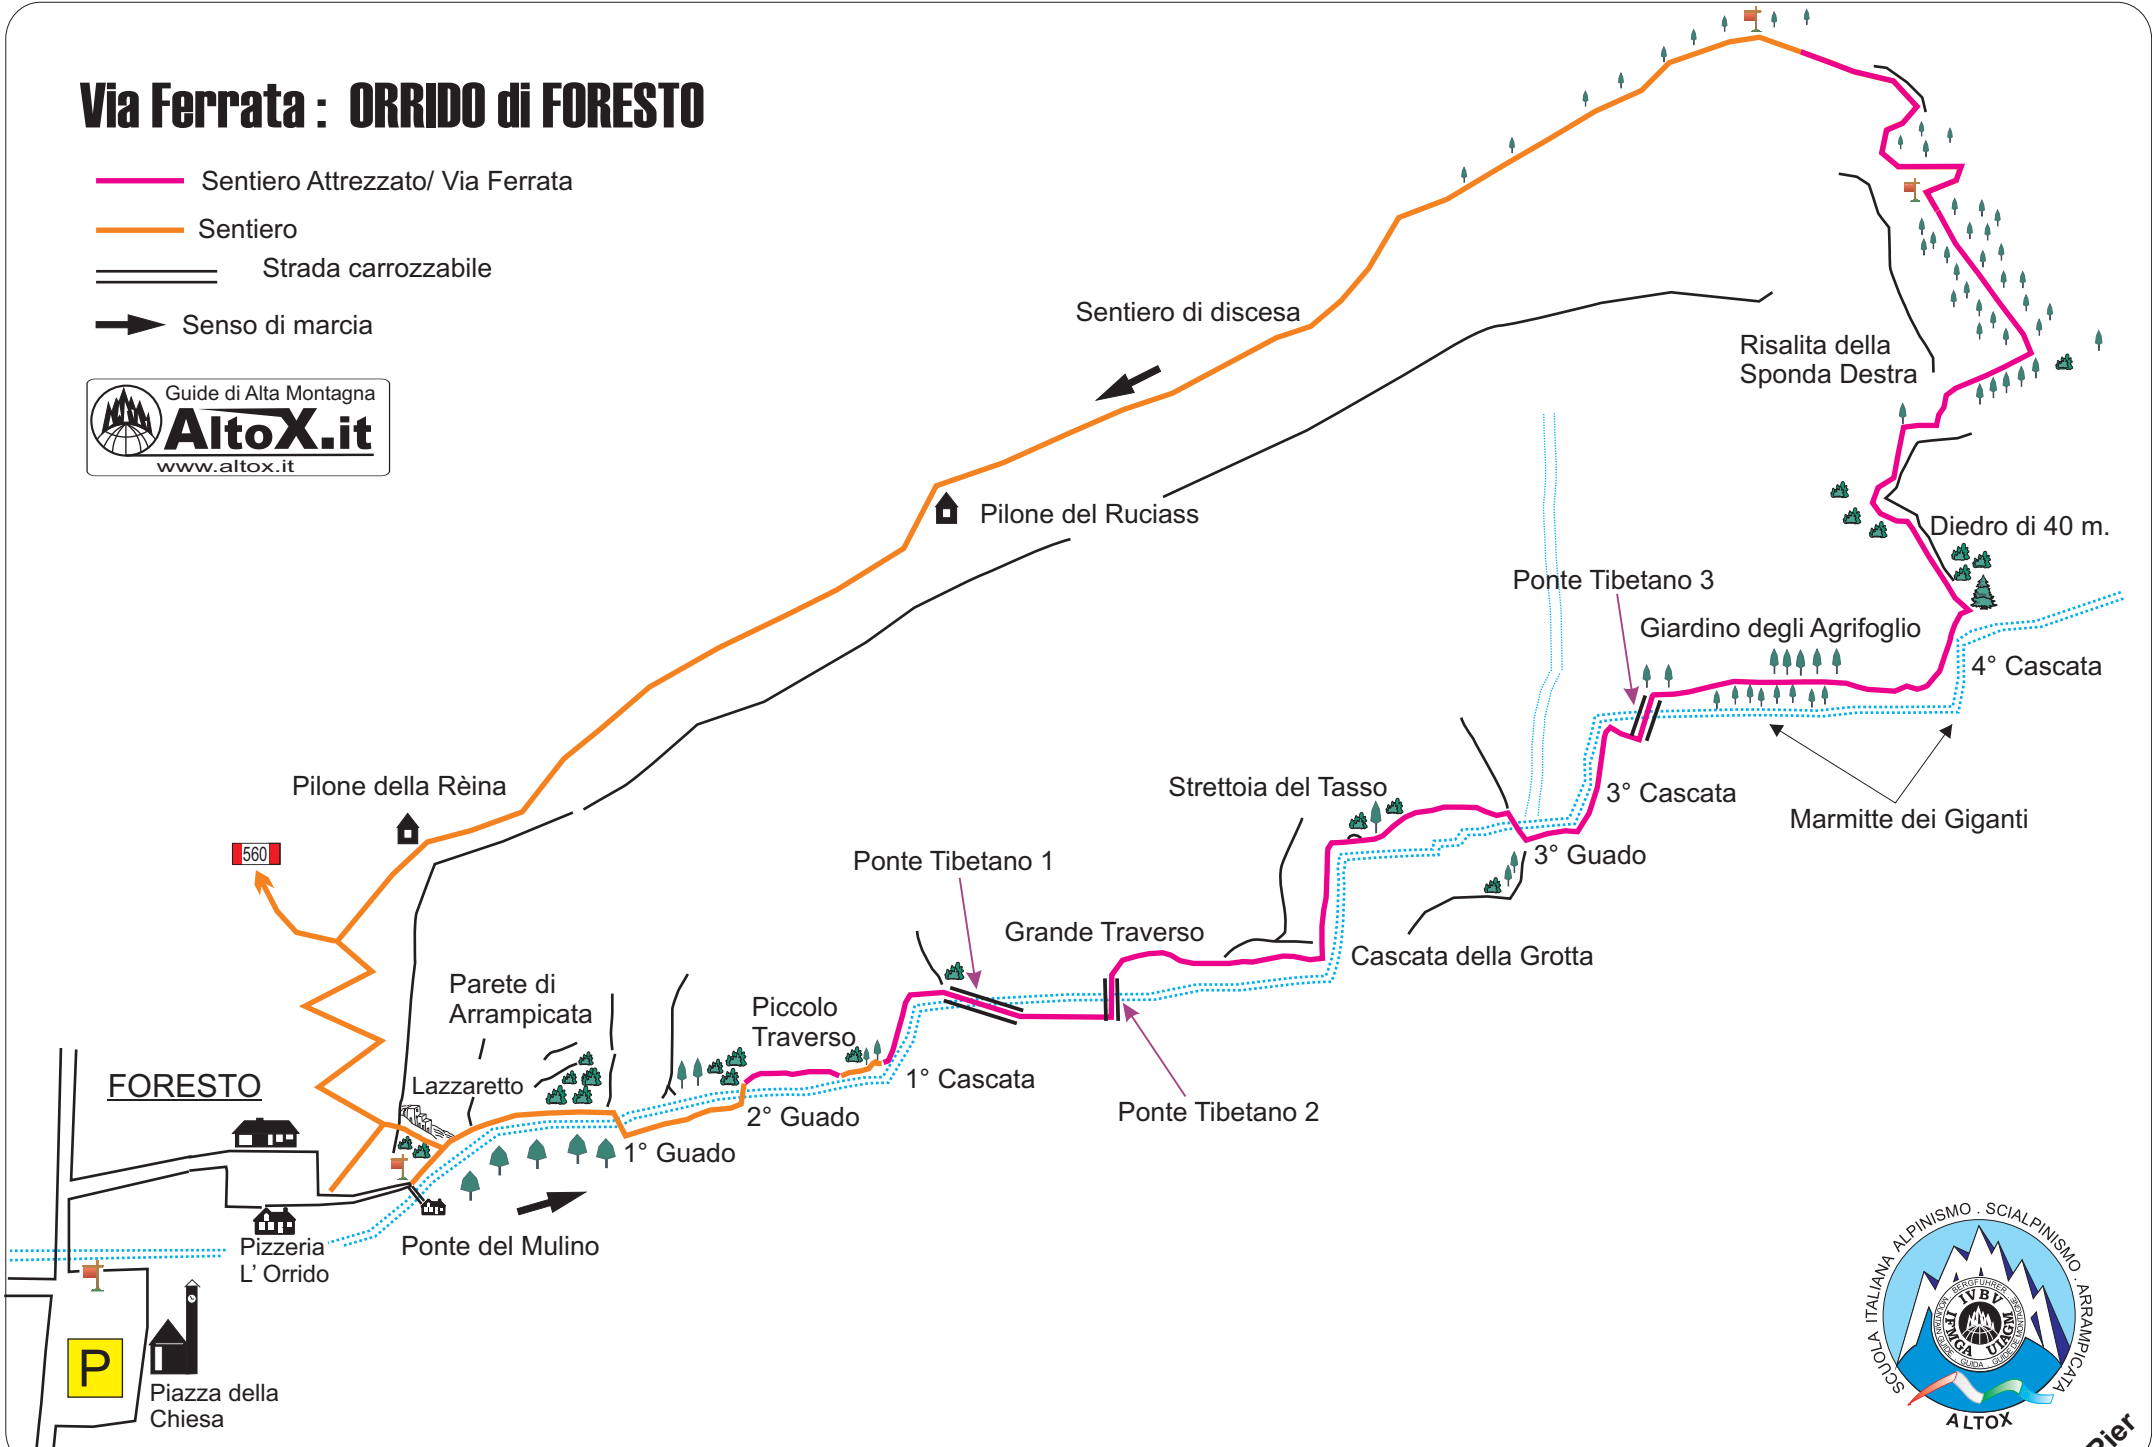 Via Ferrata : ORRIDO di FORESTO
Sentiero Attrezzato/ Via Ferrata
Sentiero
Strada carrozzabile
Senso di marcia
Guide di Alta Montagna
AltoX.it
www.altox.it
Sentiero di discesa
Risalita della
Sponda Destra
Pilone del Ruciass
Diedro di 40 m.
Ponte Tibetano 3
Giardino degli Agrifoglio
4° Cascata
Pilone della Rèina
Strettoia del Tasso
3° Cascata
Marmitte dei Giganti
560
Ponte Tibetano 1
3° Guado
Grande Traverso
Cascata della Grotta
Parete di
Arrampicata
Piccolo
Traverso
FORESTO
Lazzaretto
1° Cascata
2° Guado
Ponte Tibetano 2
1° Guado
Pizzeria
L' Orrido
Ponte del Mulino
P
Piazza della
Chiesa
SCUOLA ITALIANA ALPINISMO . SCIALPINISMO . ARRAMPICATA
IVBV
IFMGA UIAGM
ALTOX
Pier